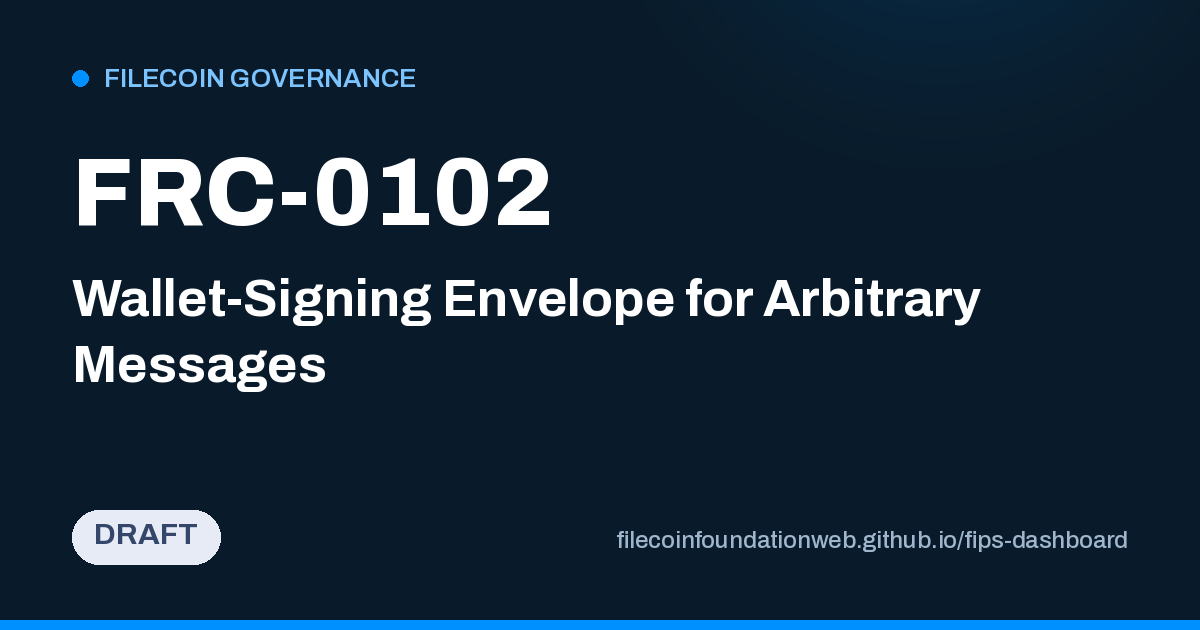 FILECOIN GOVERNANCE
FRC-0102
Wallet-Signing Envelope for Arbitrary
Messages
DRAFT
filecoinfoundationweb.github.io/fips-dashboard